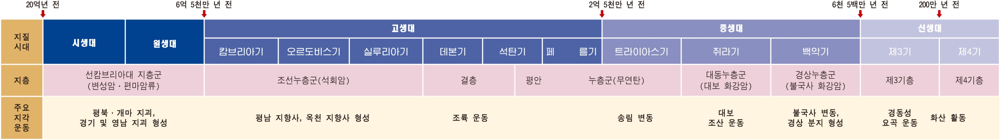 20억년 전 6억 5천만 년 전 2억 5천만 년 전 6천 5백만 년 전 200만 년 전
지질
시대
시생대 원생대
고생대 중생대 신생대
캄브리아기 오르도비스기 실루리아기 데본기 석탄기 페 름기 트라이아스기 쥐라기 백악기 제3기 제4기
지층
선캄브리아대 지층군
(변성암·편마암류)
조선누층군(석회암) 결층 평안 누층군(무연탄)
대동누층군
(대보 화강암)
경상누층군
(불국사 화강암)
제3기층 제4기층
주요
지각
운동
평북·개마 지괴,
경기 및 영남 지괴 형성
평남 지향사, 옥천 지향사 형성 조륙 운동 송림 변동
대보
조산 운동
불국사 변동,
경상 분지 형성
경동성
요곡 운동
화산 활동